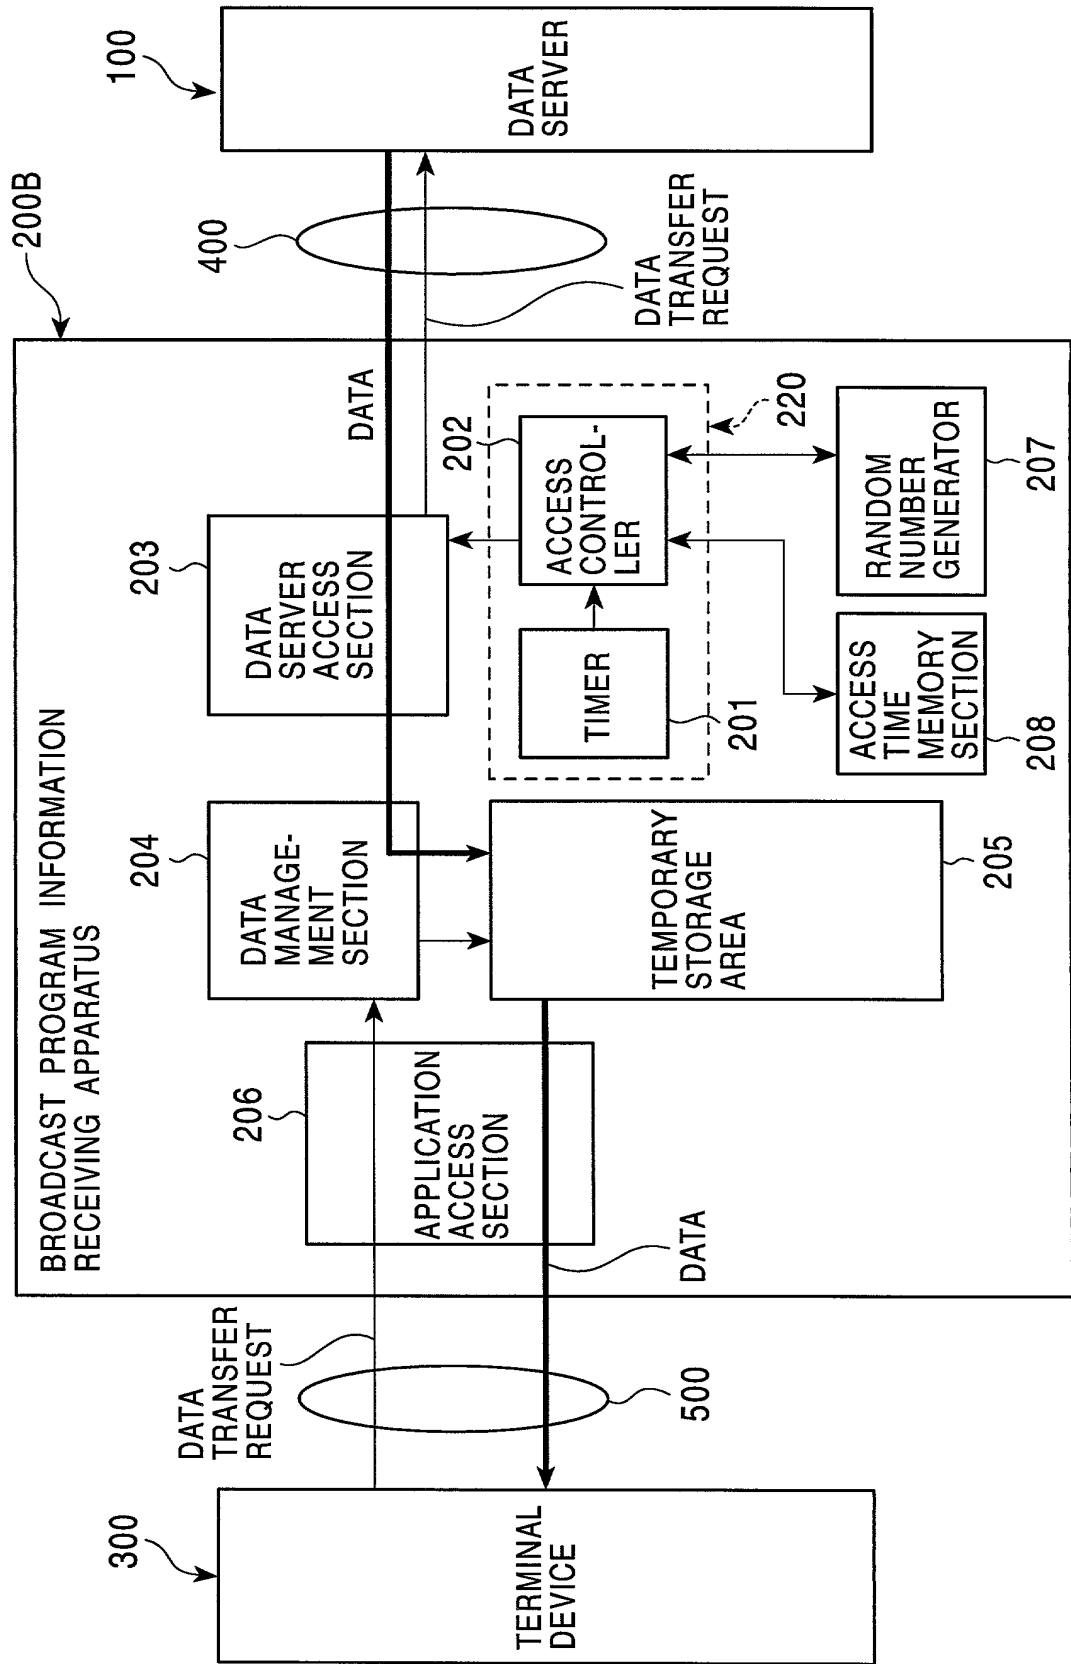 BROADCAST PROGRAM INFORMATION
RECEIVING APPARATUS
200B
300
TERMINAL
DEVICE
DATA
TRANSFER
REQUEST
500
DATA
206
APPLICATION
ACCESS
SECTION
204
DATA
MANAGE-
MENT
SECTION
TEMPORARY
STORAGE
AREA
205
203
DATA
SERVER
ACCESS
SECTION
DATA
202
ACCESS
CONTROL-
LER
TIMER
201
220
ACCESS
TIME
MEMORY
SECTION
208
RANDOM
NUMBER
GENERATOR
207
400
DATA
TRANSFER
REQUEST
100
DATA
SERVER